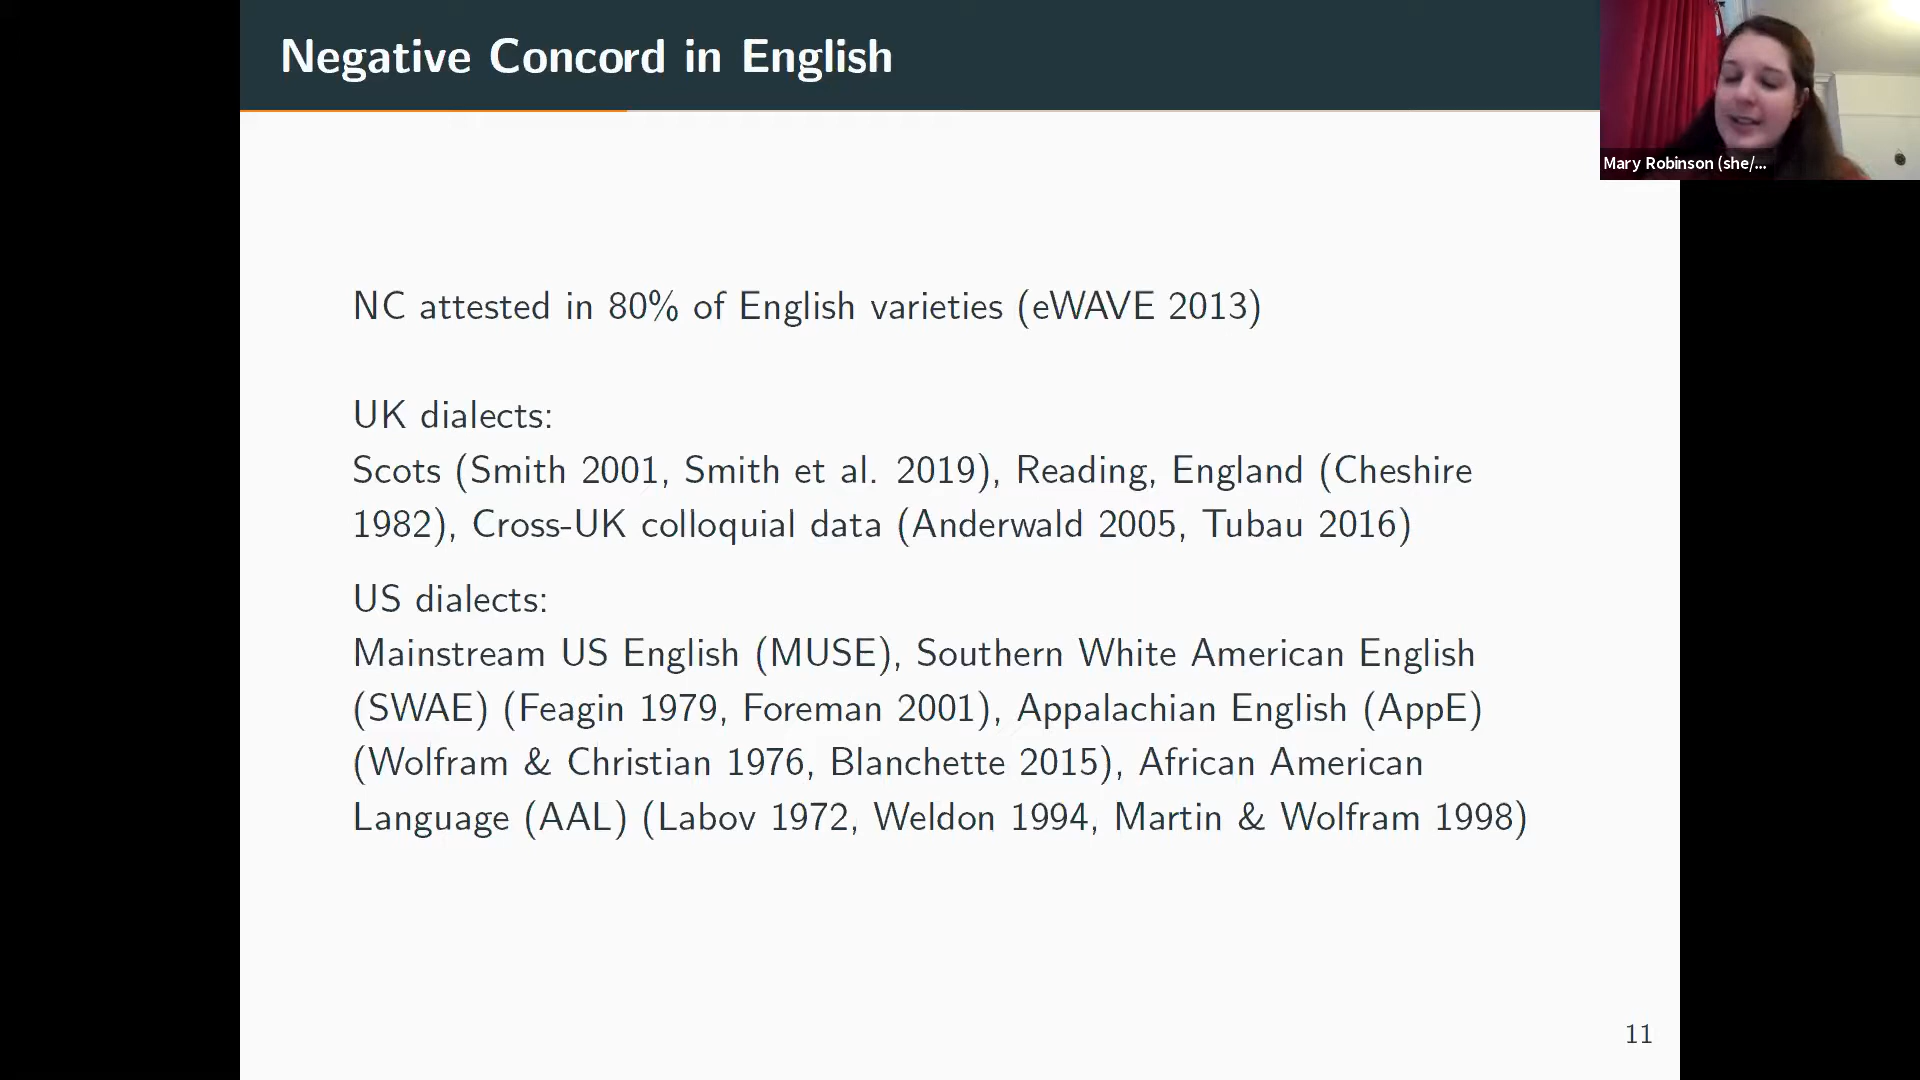 Negative Concord in English
Mary Robinson (she/...
NC attested in 80% of English varieties (eWAVE 2013)
UK dialects:
Scots (Smith 2001, Smith et al. 2019), Reading, England (Cheshire
1982), Cross-UK colloquial data (Anderwald 2005, Tubau 2016)
US dialects:
Mainstream US English (MUSE), Southern White American English
(SWAE) (Feagin 1979, Foreman 2001), Appalachian English (AppE)
(Wolfram & Christian 1976, Blanchette 2015), African American
Language (AAL) (Labov 1972, Weldon 1994, Martin & Wolfram 1998)
11